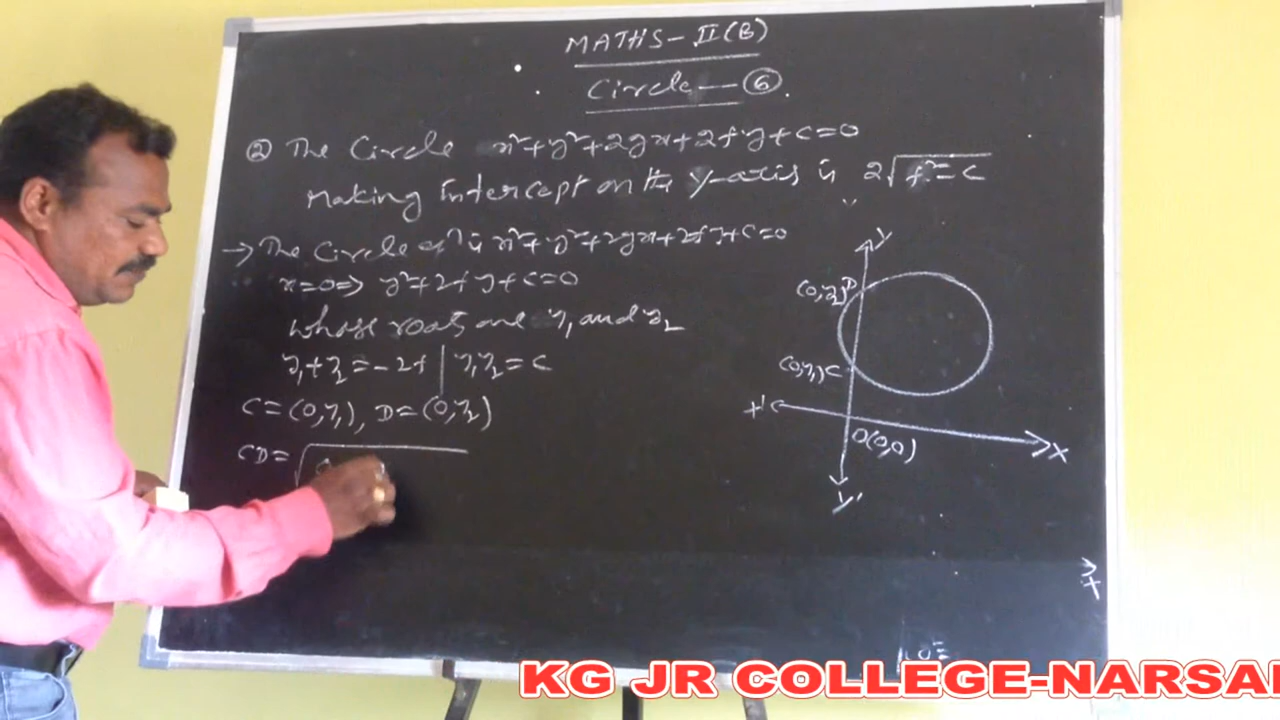 MATHS-II(B)
Circle-6
② The Circle x²+y²+2gx+2fy+c=0
Making Intercept on the y-axis is 2√f²-c
→ The Circle eqn is x²+y²+2gx+2fy+c=0
x=0⇒ y²+2fy+c=0
whose roots are y₁ and y₂
y₁+y₂=-2f | y₁y₂=c
C=(0,y₁), D=(0,y₂)
CD=√
Y
(0,y₂) D
(0,y₁) C
X'
O(0,0)
X
Y'
KG JR COLLEGE-NARSA